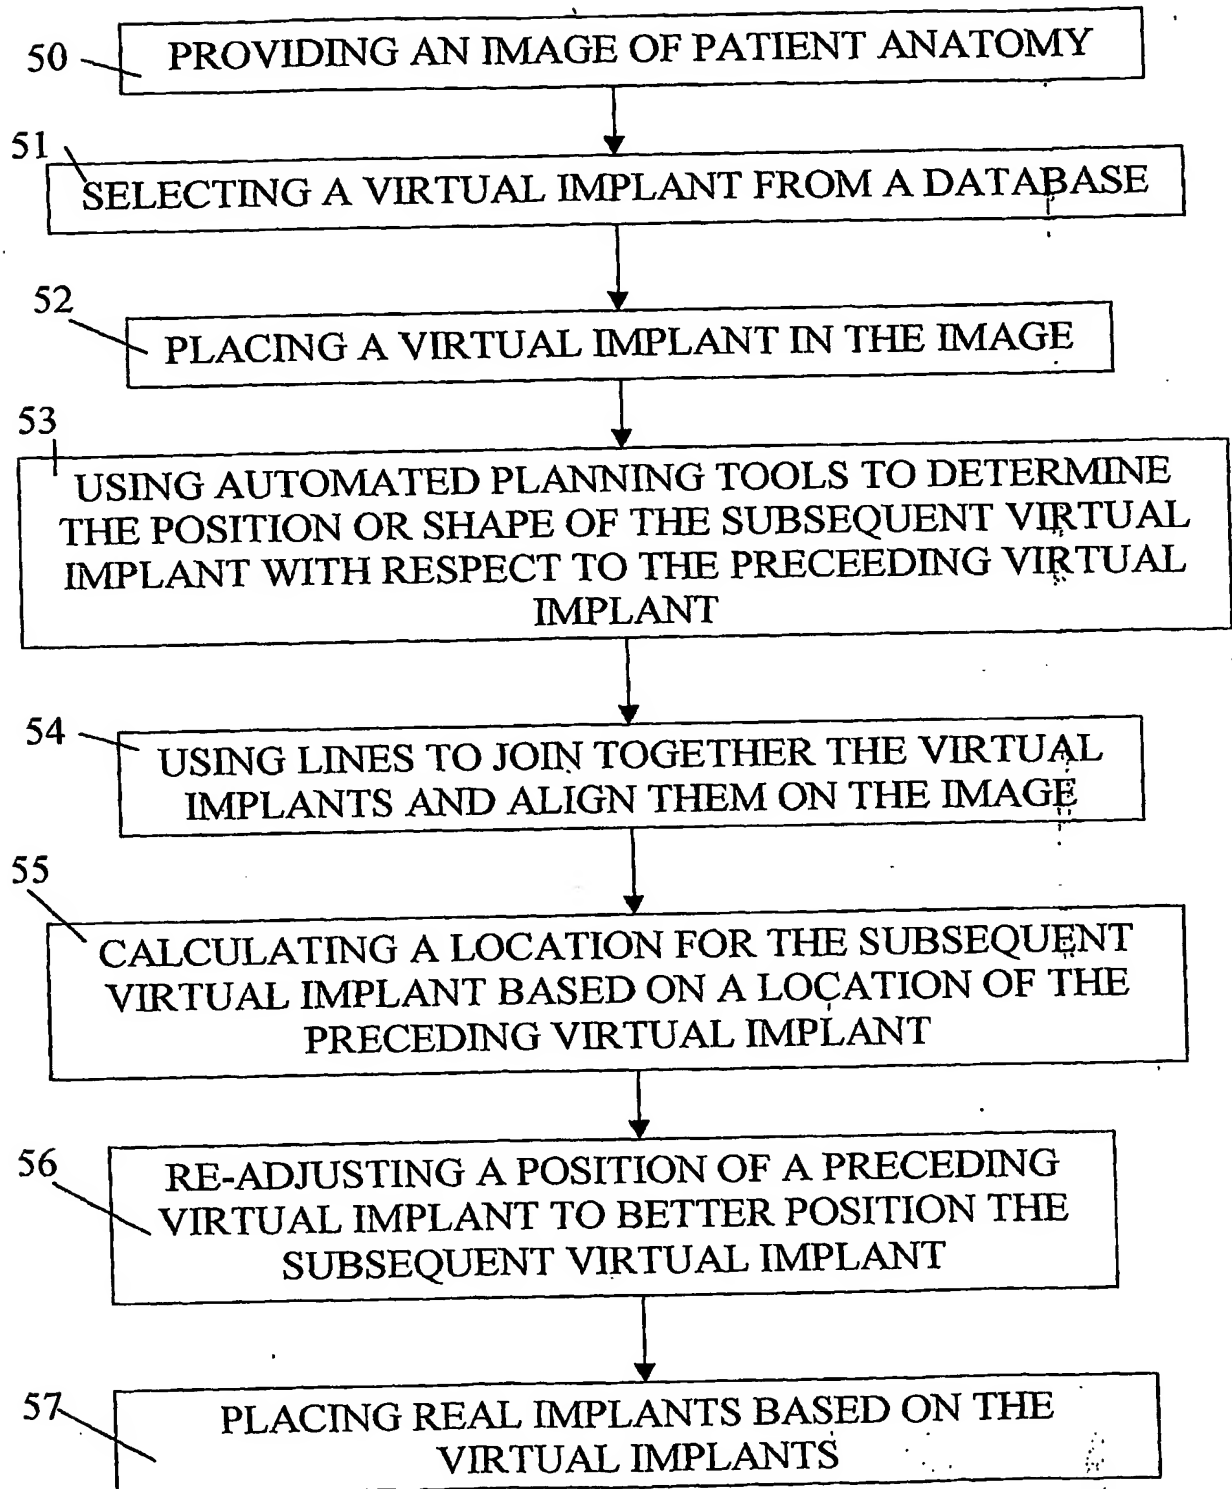 50
PROVIDING AN IMAGE OF PATIENT ANATOMY
51
SELECTING A VIRTUAL IMPLANT FROM A DATABASE
52
PLACING A VIRTUAL IMPLANT IN THE IMAGE
53
USING AUTOMATED PLANNING TOOLS TO DETERMINE
THE POSITION OR SHAPE OF THE SUBSEQUENT VIRTUAL
IMPLANT WITH RESPECT TO THE PRECEEDING VIRTUAL
IMPLANT
54
USING LINES TO JOIN TOGETHER THE VIRTUAL
IMPLANTS AND ALIGN THEM ON THE IMAGE
55
CALCULATING A LOCATION FOR THE SUBSEQUENT
VIRTUAL IMPLANT BASED ON A LOCATION OF THE
PRECEDING VIRTUAL IMPLANT
56
RE-ADJUSTING A POSITION OF A PRECEDING
VIRTUAL IMPLANT TO BETTER POSITION THE
SUBSEQUENT VIRTUAL IMPLANT
57
PLACING REAL IMPLANTS BASED ON THE
VIRTUAL IMPLANTS